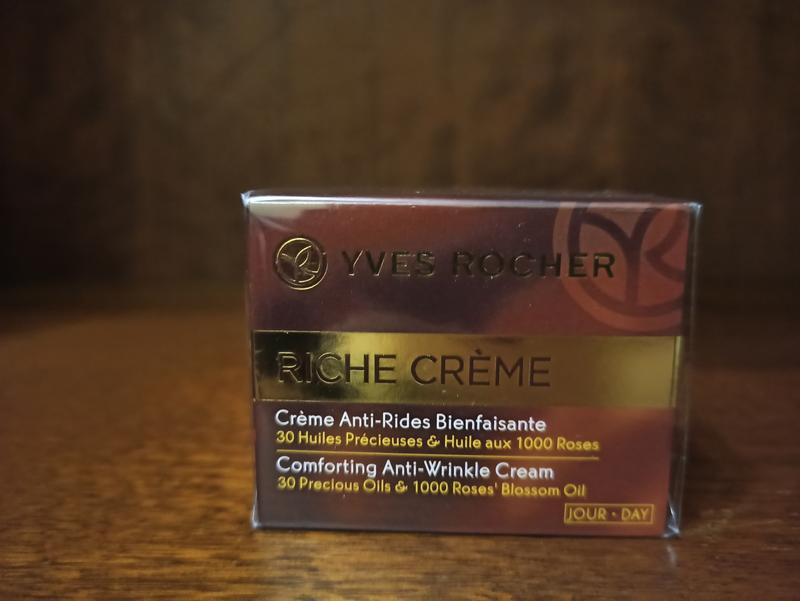 YVES ROCHER
RICHE CRÈME
Crème Anti-Rides Bienfaisante
30 Huiles Précieuses & Huile aux 1000 Roses
Comforting Anti-Wrinkle Cream
30 Precious Oils & 1000 Roses' Blossom Oil
JOUR • DAY